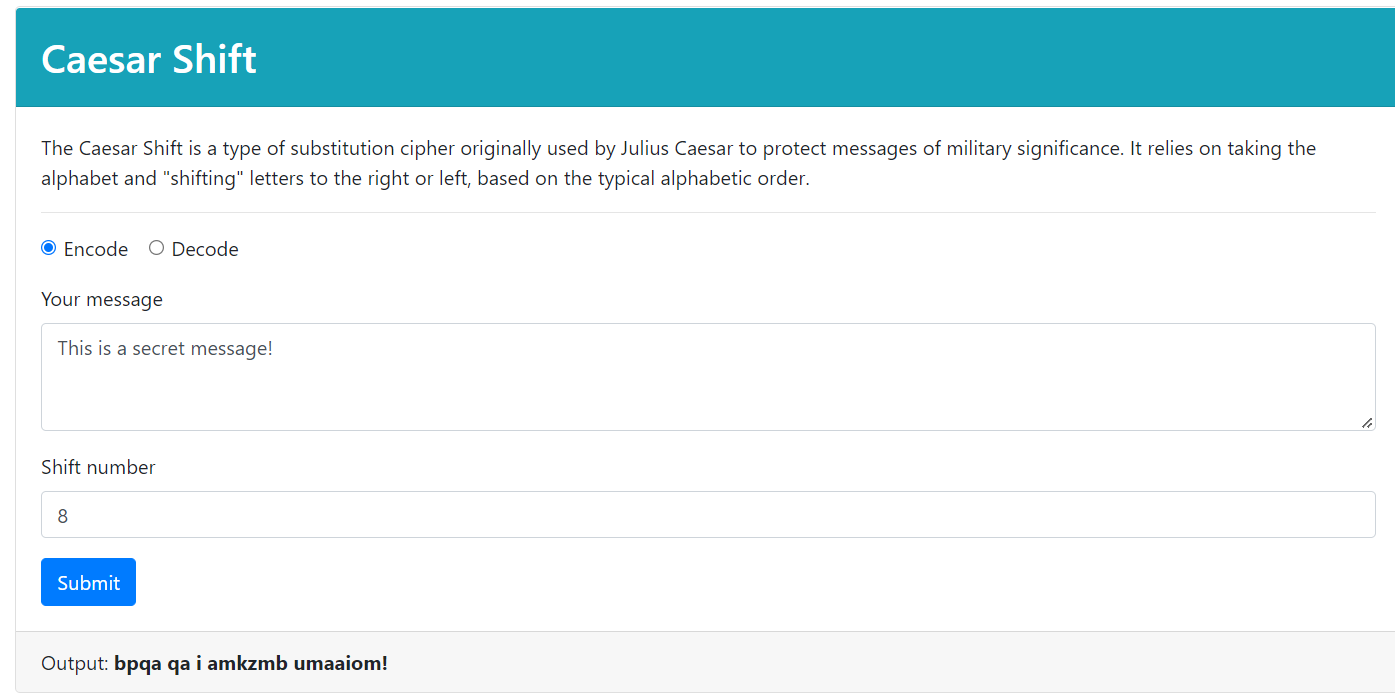 Caesar Shift
The Caesar Shift is a type of substitution cipher originally used by Julius Caesar to protect messages of military significance. It relies on taking the
alphabet and "shifting" letters to the right or left, based on the typical alphabetic order.
Encode Decode
Your message
This is a secret message!
Shift number
8
Submit
Output: bpqa qa i amkzmb umaaiom!